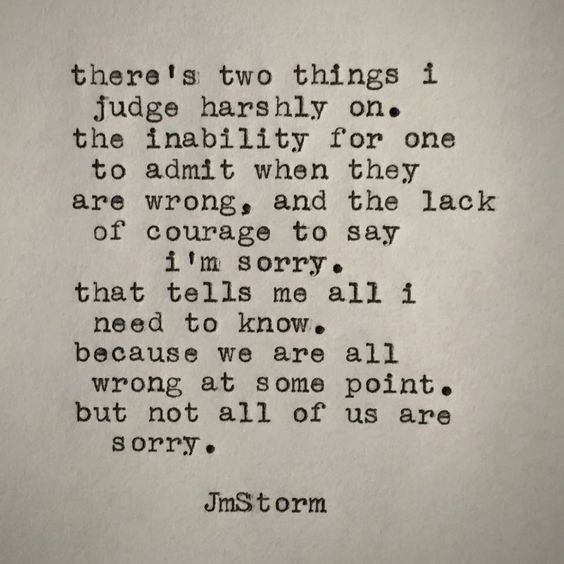 there's two things i
judge harshly on.
the inability for one
to admit when they
are wrong, and the lack
of courage to say
i'm sorry.
that tells me all i
need to know.
because we are all
wrong at some point.
but not all of us are
sorry.
JmStorm